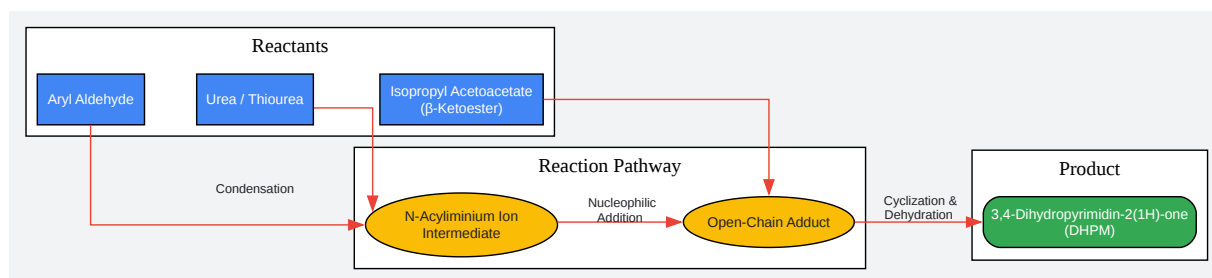 Reactants
Aryl Aldehyde
Urea / Thiourea
Isopropyl Acetoacetate
(β-Ketoester)
Reaction Pathway
Product
Condensation
N-Acyliminium Ion
Intermediate
Nucleophilic
Addition
Open-Chain Adduct
Cyclization &
Dehydration
3,4-Dihydropyrimidin-2(1H)-one
(DHPM)